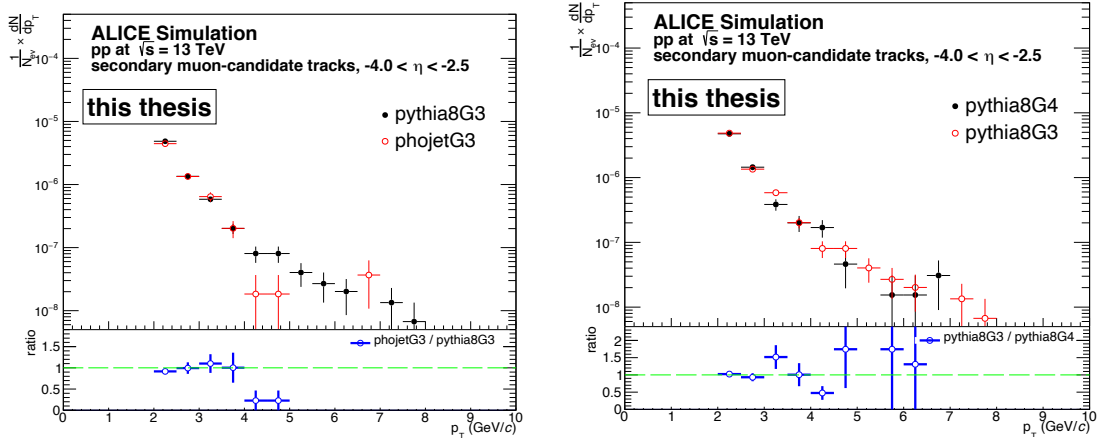 1/N_ev × dN/dp_T
ALICE Simulation
pp at √s = 13 TeV
secondary muon-candidate tracks, -4.0 < η < -2.5
this thesis
pythia8G3
phojetG3
10⁻⁴
10⁻⁵
10⁻⁶
10⁻⁷
10⁻⁸
ratio
phojetG3 / pythia8G3
1.5
1
0.5
0
0 1 2 3 4 5 6 7 8 9 10
p_T (GeV/c)
1/N_ev × dN/dp_T
ALICE Simulation
pp at √s = 13 TeV
secondary muon-candidate tracks, -4.0 < η < -2.5
this thesis
pythia8G4
pythia8G3
10⁻⁴
10⁻⁵
10⁻⁶
10⁻⁷
10⁻⁸
ratio
pythia8G3 / pythia8G4
2
1.5
1
0.5
0
0 1 2 3 4 5 6 7 8 9 10
p_T (GeV/c)